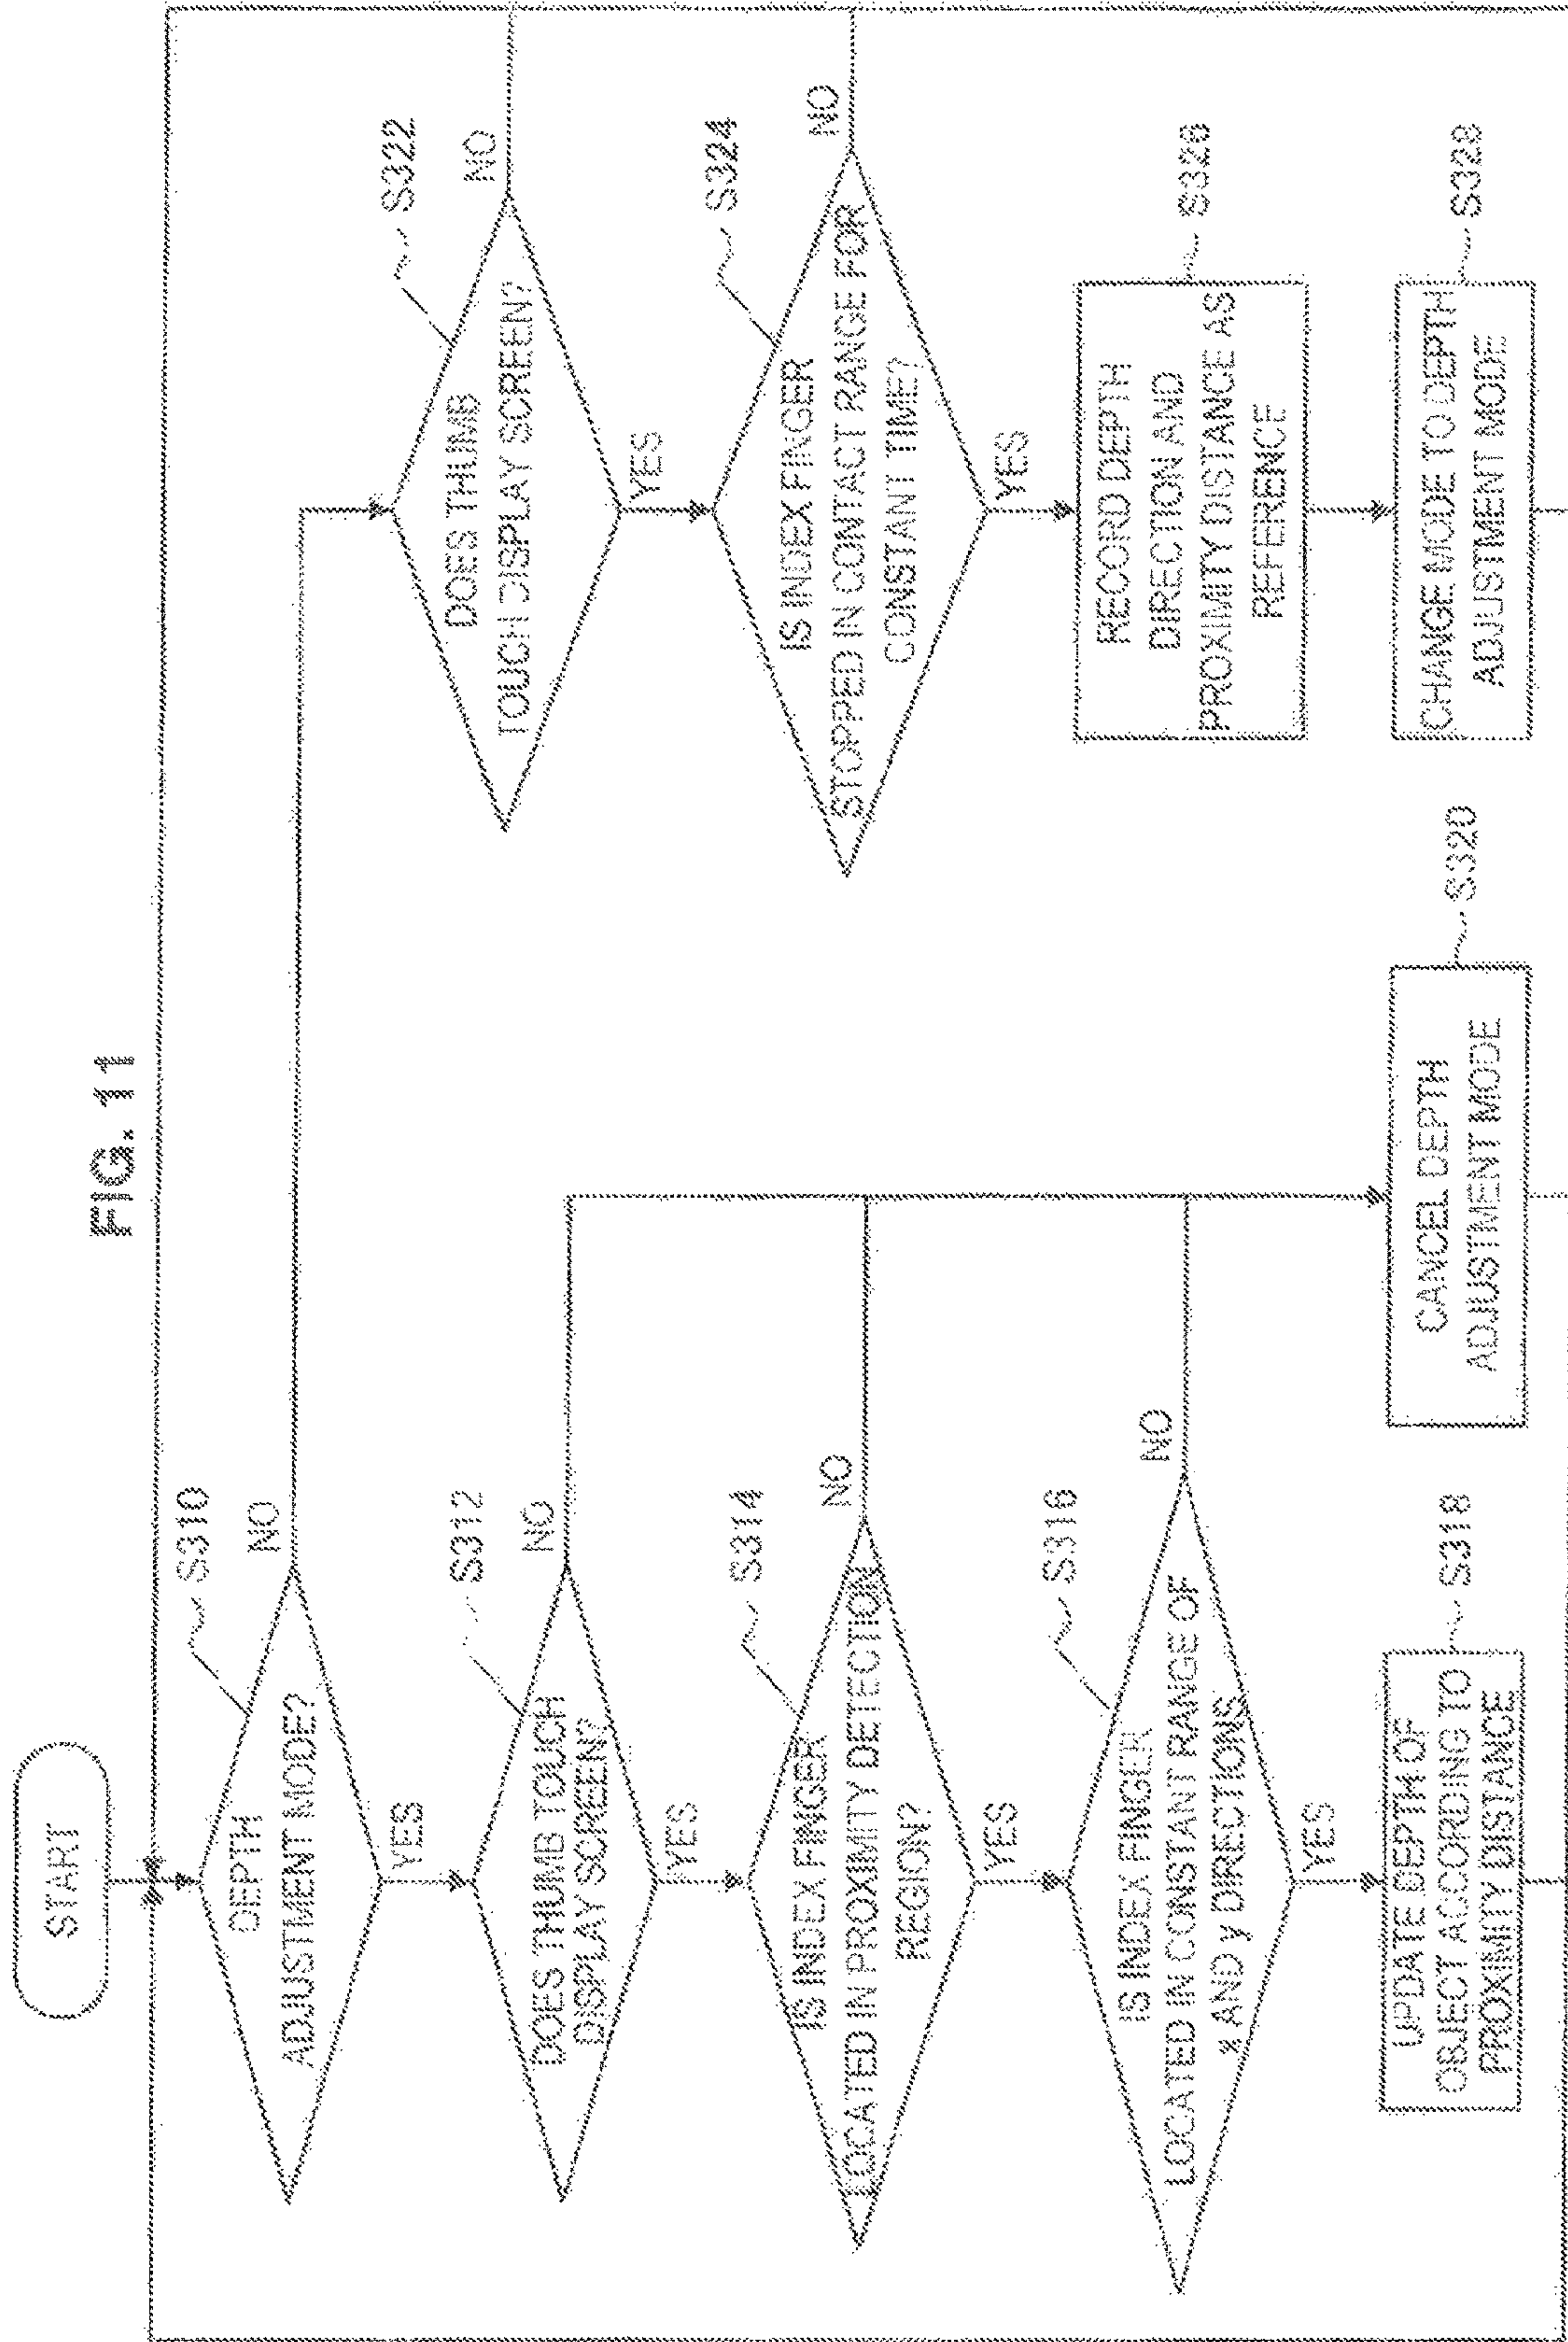 FIG. 11
START
S310
DEPTH
ADJUSTMENT MODE?
NO
YES
S312
DOES THUMB TOUCH
DISPLAY SCREEN?
NO
YES
S314
IS INDEX FINGER
LOCATED IN PROXIMITY DETECTION
REGION?
NO
YES
S316
IS INDEX FINGER
LOCATED IN CONSTANT RANGE OF
x AND y DIRECTIONS
NO
YES
S318
UPDATE DEPTH OF
OBJECT ACCORDING TO
PROXIMITY DISTANCE
S320
CANCEL DEPTH
ADJUSTMENT MODE
S322
DOES THUMB
TOUCH DISPLAY SCREEN?
NO
YES
S324
IS INDEX FINGER
STOPPED IN CONTACT RANGE FOR
CONSTANT TIME?
NO
YES
S326
RECORD DEPTH
DIRECTION AND
PROXIMITY DISTANCE AS
REFERENCE
S328
CHANGE MODE TO DEPTH
ADJUSTMENT MODE